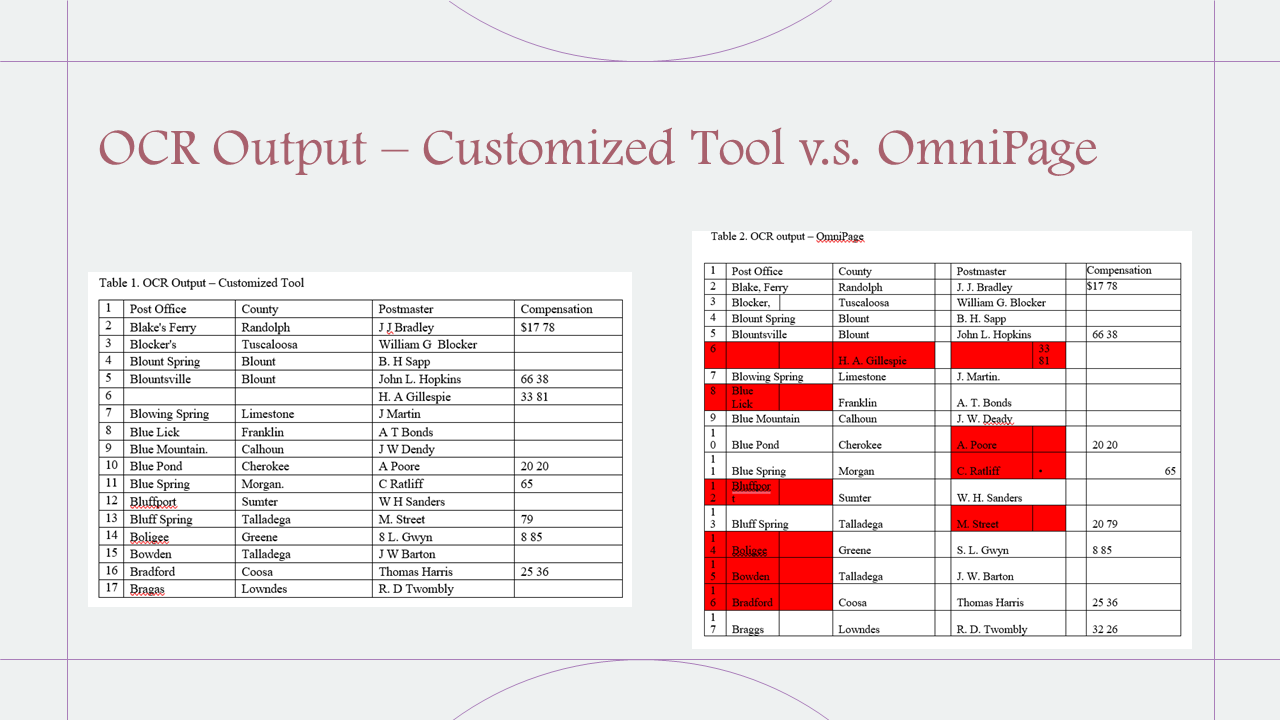 OCR Output – Customized Tool v.s. OmniPage
Table 1. OCR Output – Customized Tool
1 Post Office County Postmaster Compensation
2 Blake's Ferry Randolph J J Bradley $17 78
3 Blocker's Tuscaloosa William G Blocker
4 Blount Spring Blount B. H Sapp
5 Blountsville Blount John L. Hopkins 66 38
6 H. A Gillespie 33 81
7 Blowing Spring Limestone J Martin
8 Blue Lick Franklin A T Bonds
9 Blue Mountain. Calhoun J W Dendy
10 Blue Pond Cherokee A Poore 20 20
11 Blue Spring Morgan. C Ratliff 65
12 Bluffport Sumter W H Sanders
13 Bluff Spring Talladega M. Street 79
14 Boligee Greene 8 L. Gwyn 8 85
15 Bowden Talladega J W Barton
16 Bradford Coosa Thomas Harris 25 36
17 Bragas Lowndes R. D Twombly
Table 2. OCR output – OmniPage
1 Post Office County Postmaster Compensation
2 Blake, Ferry Randolph J. J. Bradley $17 78
3 Blocker, Tuscaloosa William G. Blocker
4 Blount Spring Blount B. H. Sapp
5 Blountsville Blount John L. Hopkins 66 38
6 33
H. A. Gillespie 81
7 Blowing Spring Limestone J. Martin.
8 Blue
Lick Franklin A. T. Bonds
9 Blue Mountain Calhoun J. W. Deady.
1
0 Blue Pond Cherokee A. Poore 20 20
1
1 Blue Spring Morgan C. Ratliff • 65
1 Bluffpor
2 t Sumter W. H. Sanders
1
3 Bluff Spring Talladega M. Street 20 79
1
4 Boligee Greene S. L. Gwyn 8 85
1
5 Bowden Talladega J. W. Barton
1
6 Bradford Coosa Thomas Harris 25 36
1
7 Braggs Lowndes R. D. Twombly 32 26